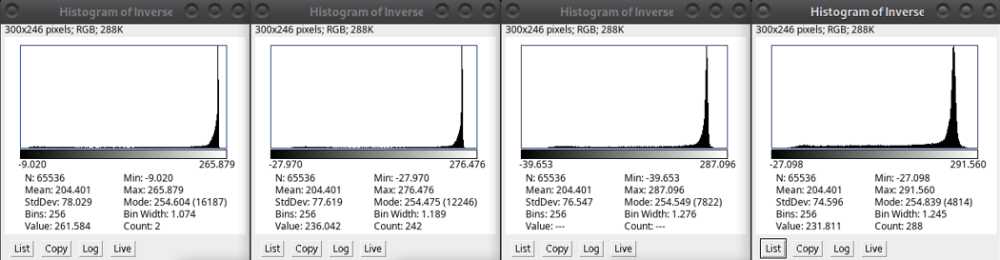 Histogram of Inverse
300x246 pixels; RGB; 288K
-9.020 265.879
N: 65536 Min: -9.020
Mean: 204.401 Max: 265.879
StdDev: 78.029 Mode: 254.604 (16187)
Bins: 256 Bin Width: 1.074
Value: 261.584 Count: 2
List Copy Log Live
Histogram of Inverse
300x246 pixels; RGB; 288K
-27.970 276.476
N: 65536 Min: -27.970
Mean: 204.401 Max: 276.476
StdDev: 77.619 Mode: 254.475 (12246)
Bins: 256 Bin Width: 1.189
Value: 236.042 Count: 242
List Copy Log Live
Histogram of Inverse
300x246 pixels; RGB; 288K
-39.653 287.096
N: 65536 Min: -39.653
Mean: 204.401 Max: 287.096
StdDev: 76.547 Mode: 254.549 (7822)
Bins: 256 Bin Width: 1.276
Value: --- Count: ---
List Copy Log Live
Histogram of Inverse
300x246 pixels; RGB; 288K
-27.098 291.560
N: 65536 Min: -27.098
Mean: 204.401 Max: 291.560
StdDev: 74.596 Mode: 254.839 (4814)
Bins: 256 Bin Width: 1.245
Value: 231.811 Count: 288
List Copy Log Live